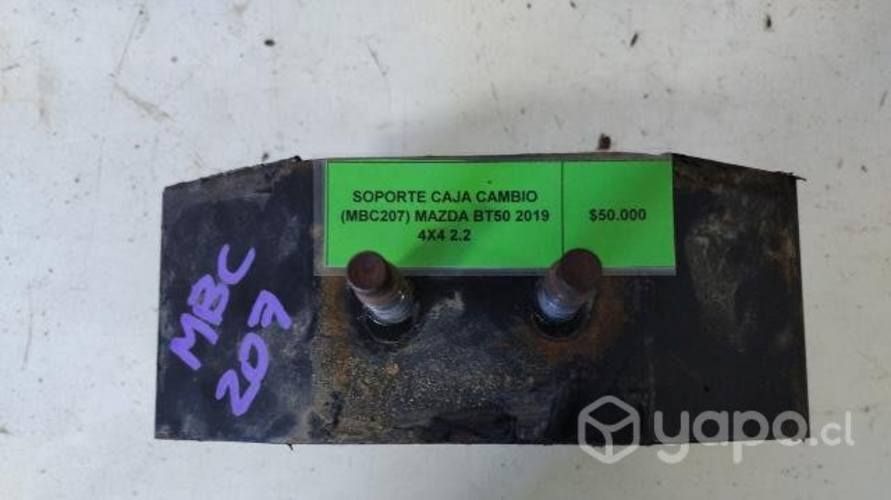 SOPORTE CAJA CAMBIO
(MBC207) MAZDA BT50 2019
4X4 2.2
$50.000
MBC
207
yapo.cl